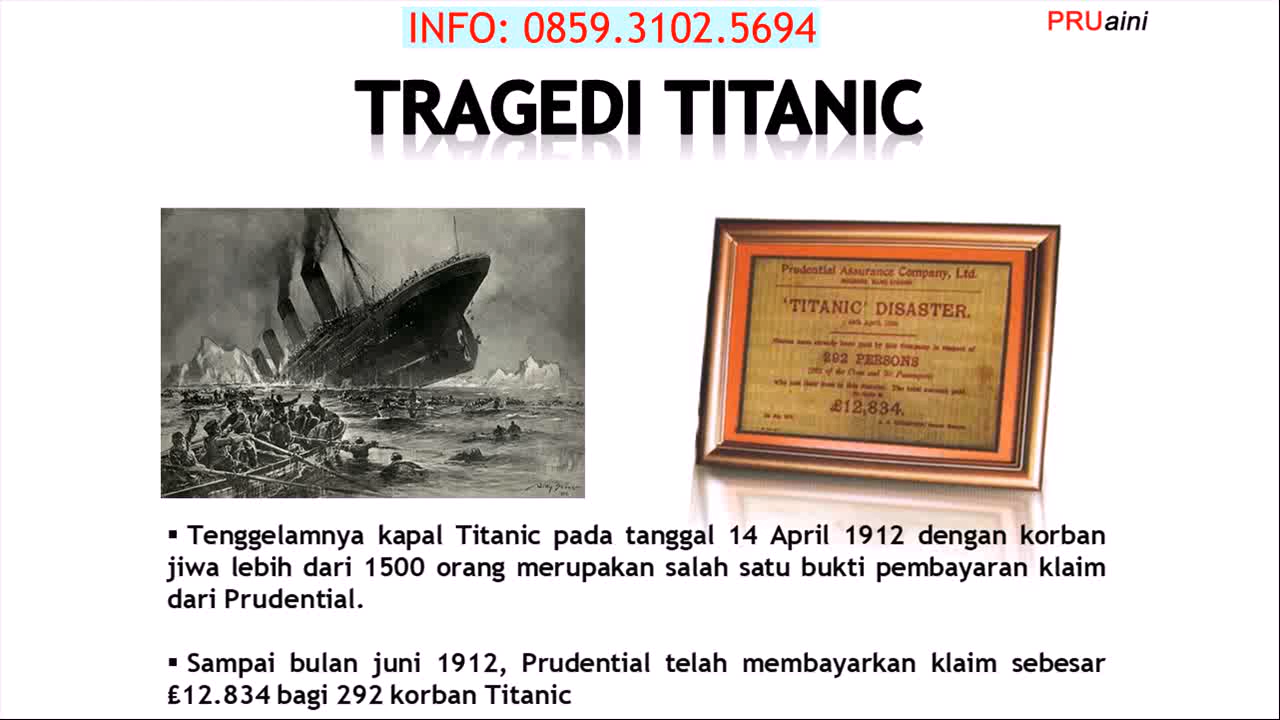 INFO: 0859.3102.5694
PRUaini
TRAGEDI TITANIC
Prudential Assurance Company, Ltd.
'TITANIC' DISASTER.
292 PERSONS
£12,834.
▪ Tenggelamnya kapal Titanic pada tanggal 14 April 1912 dengan korban
jiwa lebih dari 1500 orang merupakan salah satu bukti pembayaran klaim
dari Prudential.
▪ Sampai bulan juni 1912, Prudential telah membayarkan klaim sebesar
₤12.834 bagi 292 korban Titanic